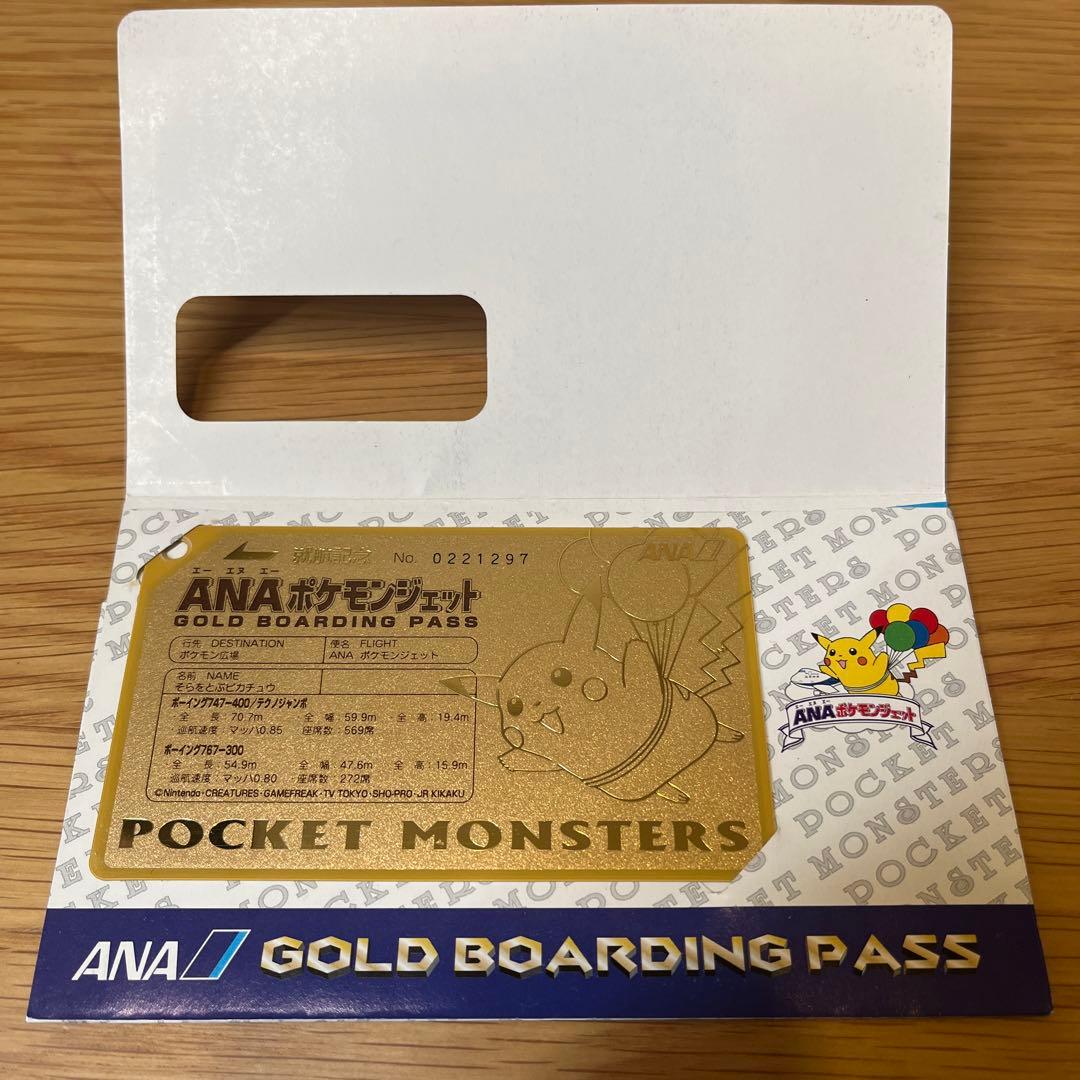 就航記念 No. 0221297 ANA
エー エヌ エー
ANAポケモンジェット
GOLD BOARDING PASS
行先 DESTINATION 便名 FLIGHT
ポケモン広場 ANA ポケモンジェット
名前 NAME
そらをとぶピカチュウ
ボーイング747-400/テクノジャンボ
全 長:70.7m 全 幅:59.9m 全 高:19.4m
巡航速度:マッハ0.85 座席数:569席
ボーイング767-300
全 長:54.9m 全 幅:47.6m 全 高:15.9m
巡航速度:マッハ0.80 座席数:272席
©Nintendo・CREATURES・GAMEFREAK・TV TOKYO・SHO-PRO・JR KIKAKU
POCKET MONSTERS
エー エヌ エー
ANAポケモンジェット
POCKET MONSTERS
ANA GOLD BOARDING PASS